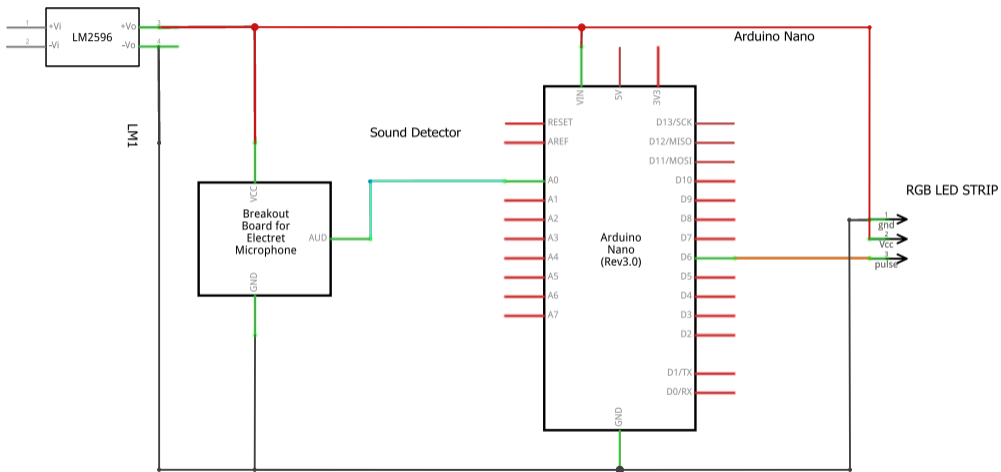 1
+Vi
2
-Vi
LM2596
+Vo
3
-Vo
4
LM1
Sound Detector
Arduino Nano
RGB LED STRIP
VCC
Breakout
Board for
Electret
Microphone
AUD
GND
VIN
5V
3V3
RESET
AREF
A0
A1
A2
A3
A4
A5
A6
A7
Arduino
Nano
(Rev3.0)
D13/SCK
D12/MISO
D11/MOSI
D10
D9
D8
D7
D6
D5
D4
D3
D2
D1/TX
D0/RX
GND
1
gnd
2
Vcc
3
pulse